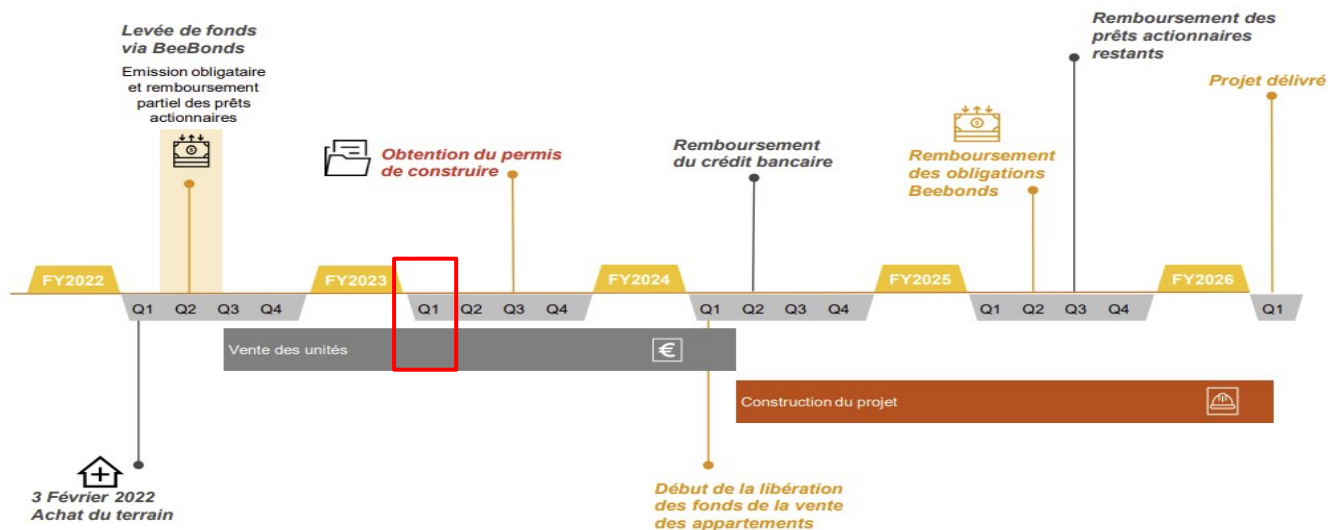 Levée de fonds
via BeeBonds
Emission obligataire
et remboursement
partiel des prêts
actionnaires
Obtention du permis
de construire
Remboursement
du crédit bancaire
Remboursement
des obligations
Beebonds
Remboursement des
prêts actionnaires
restants
Projet délivré
FY2022 FY2023 FY2024 FY2025 FY2026
Q1 Q2 Q3 Q4 Q1 Q2 Q3 Q4 Q1 Q2 Q3 Q4 Q1 Q2 Q3 Q4 Q1
Vente des unités €
Construction du projet
3 Février 2022
Achat du terrain
Début de la libération
des fonds de la vente
des appartements